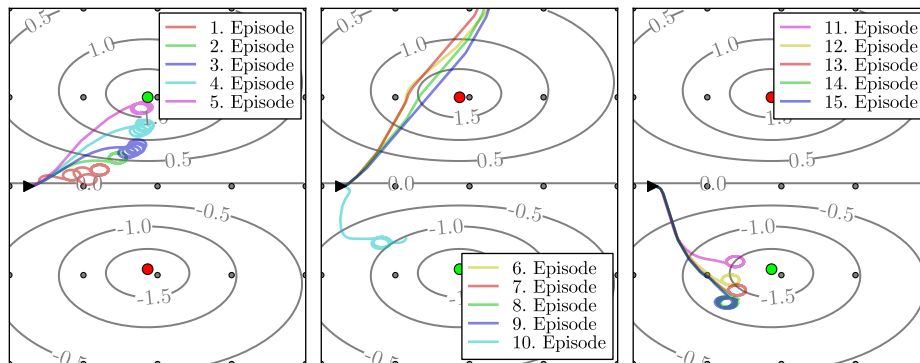 0.5
1.0
1.5
0.5
0.0
-0.5
-1.0
-1.5
-0.5
1. Episode
2. Episode
3. Episode
4. Episode
5. Episode
0.5
1.0
1.5
0.5
0.0
-0.5
-1.0
6. Episode
7. Episode
8. Episode
9. Episode
10. Episode
0.5
1.0
0.5
0.0
-0.5
-1.0
-1.5
-0.5
11. Episode
12. Episode
13. Episode
14. Episode
15. Episode